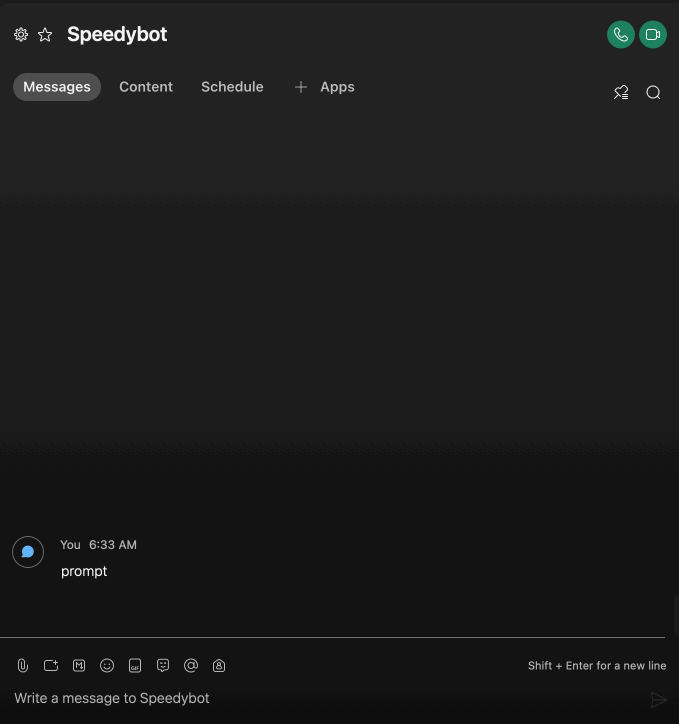 Speedybot
Messages Content Schedule + Apps
You 6:33 AM
prompt
M GIF
Shift + Enter for a new line
Write a message to Speedybot